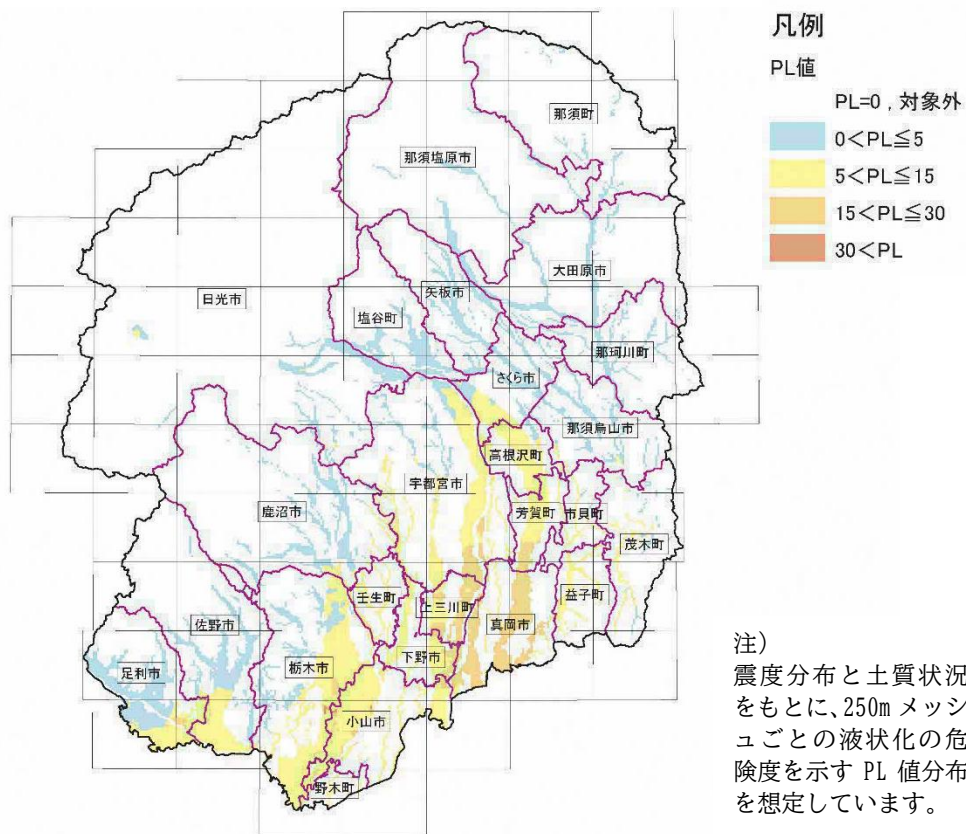 凡例
PL値
PL=0 , 対象外
0<PL≦5
5<PL≦15
15<PL≦30
30<PL
那須町
那須塩原市
大田原市
日光市
矢板市
塩谷町
那珂川町
さくら市
那須烏山市
高根沢町
宇都宮市
鹿沼市
芳賀町
市貝町
茂木町
壬生町
上三川町
益子町
佐野市
真岡市
下野市
足利市
栃木市
小山市
野木町
注)
震度分布と土質状況
をもとに、250m メッシ
ュごとの液状化の危
険度を示す PL 値分布
を想定しています。